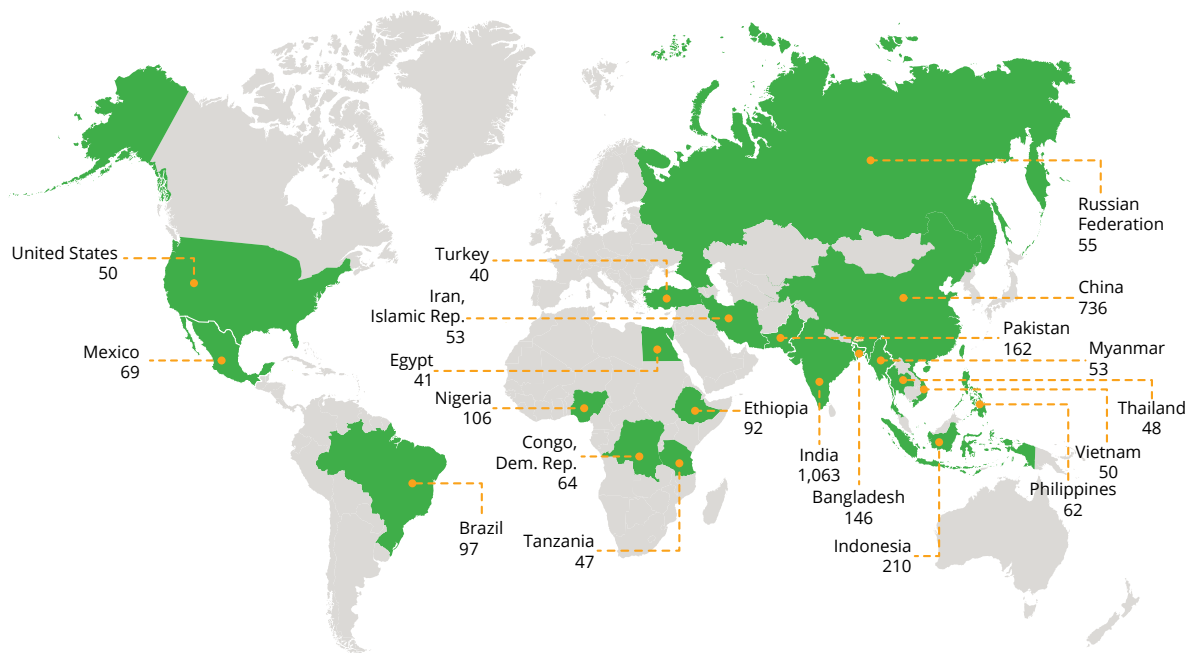 United States
50
Mexico
69
Brazil
97
Turkey
40
Iran,
Islamic Rep.
53
Egypt
41
Nigeria
106
Congo,
Dem. Rep.
64
Tanzania
47
Ethiopia
92
India
1,063
Bangladesh
146
Indonesia
210
Russian
Federation
55
China
736
Pakistan
162
Myanmar
53
Thailand
48
Vietnam
50
Philippines
62